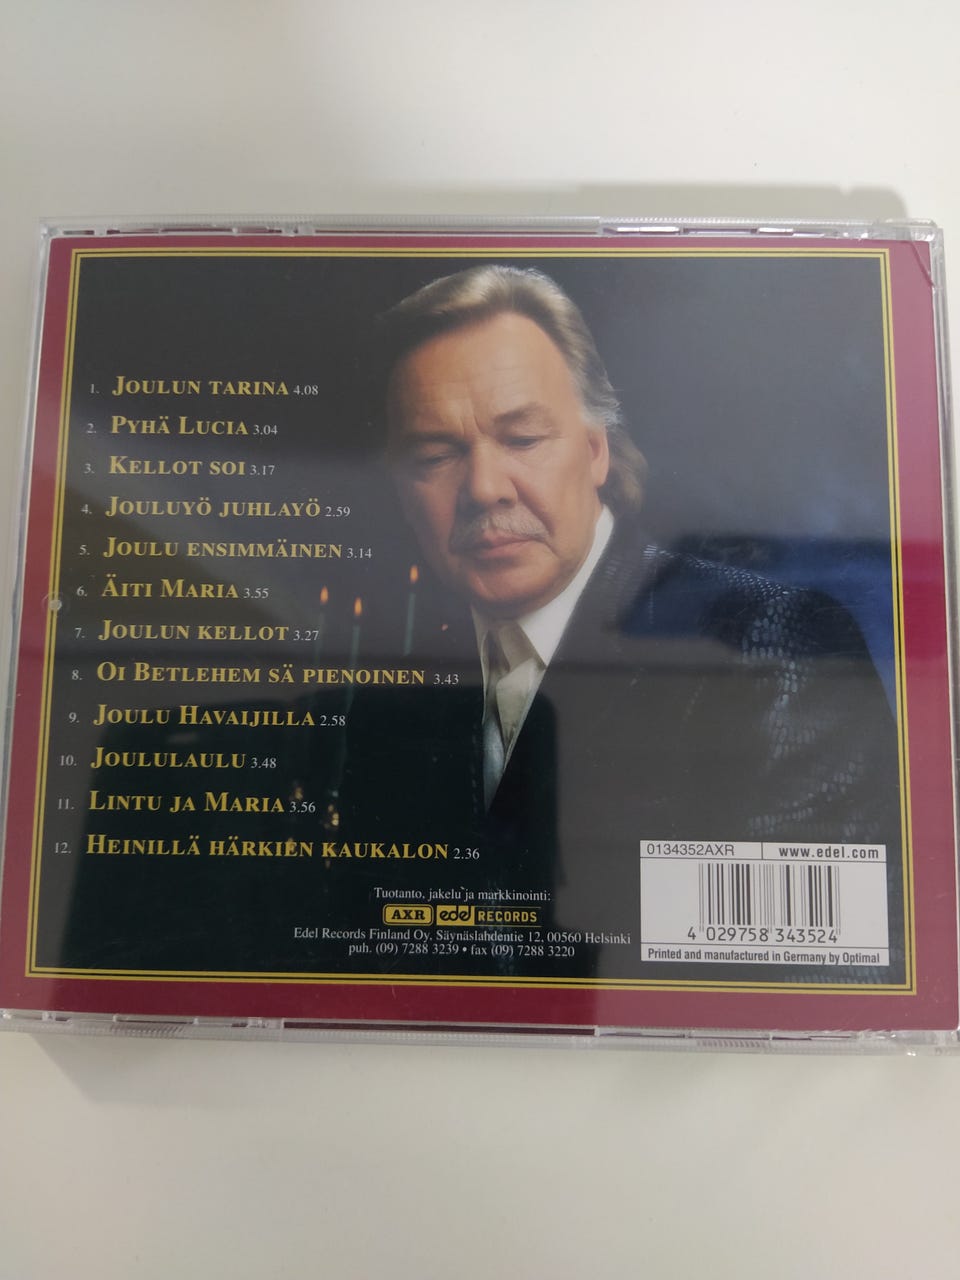 1. JOULUN TARINA 4.08
2. PYHÄ LUCIA 3.04
3. KELLOT SOI 3.17
4. JOULUYÖ JUHLAYÖ 2.59
5. JOULU ENSIMMÄINEN 3.14
6. ÄITI MARIA 3.55
7. JOULUN KELLOT 3.27
8. OI BETLEHEM SÄ PIENOINEN 3.43
9. JOULU HAVAIJILLA 2.58
10. JOULULAULU 3.48
11. LINTU JA MARIA 3.56
12. HEINILLÄ HÄRKIEN KAUKALON 2.36
Tuotanto, jakelu ja markkinointi:
AXR edel RECORDS
Edel Records Finland Oy, Säynäslahdentie 12, 00560 Helsinki
puh. (09) 7288 3239 • fax (09) 7288 3220
0134352AXR www.edel.com
4 029758 343524
Printed and manufactured in Germany by Optimal